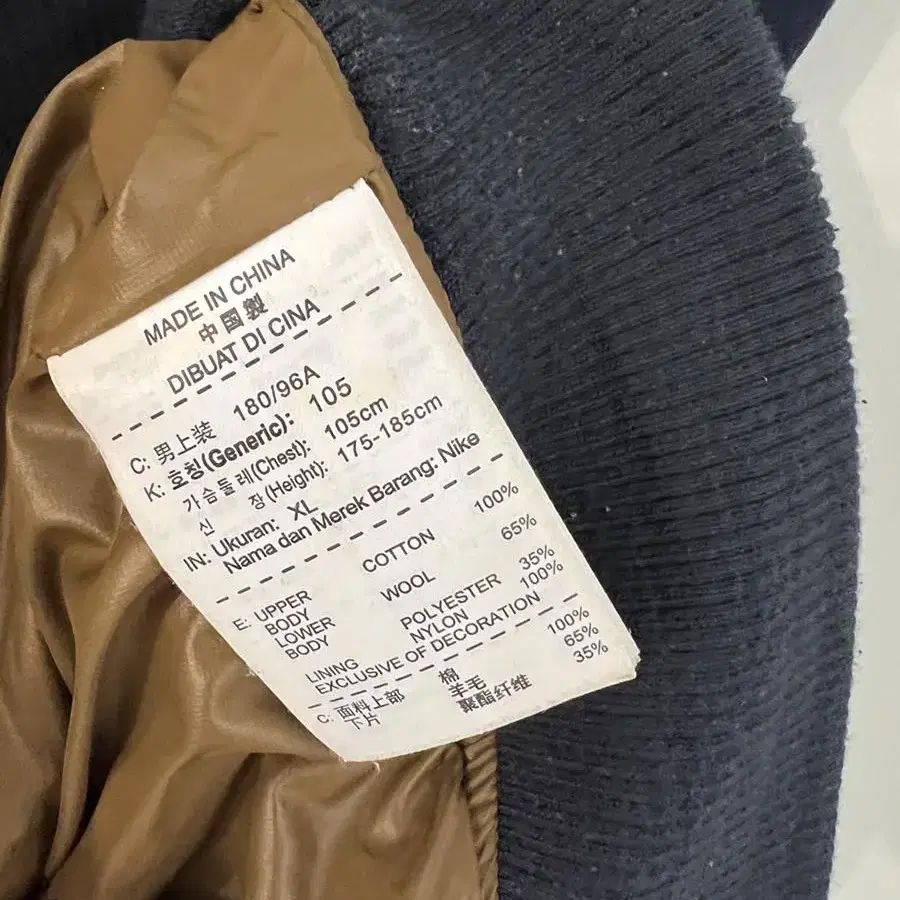 MADE IN CHINA
中国製
DIBUAT DI CINA
C: 男上装 180/96A
K: 호칭(Generic): 105
가슴둘레(Chest): 105cm
신 장(Height): 175-185cm
IN: Ukuran: XL
Nama dan Merek Barang: Nike
E: UPPER COTTON 100%
BODY
LOWER WOOL 65%
BODY POLYESTER 35%
LINING NYLON 100%
EXCLUSIVE OF DECORATION
C: 面料上部 棉 100%
下片 羊毛 65%
聚酯纤维 35%